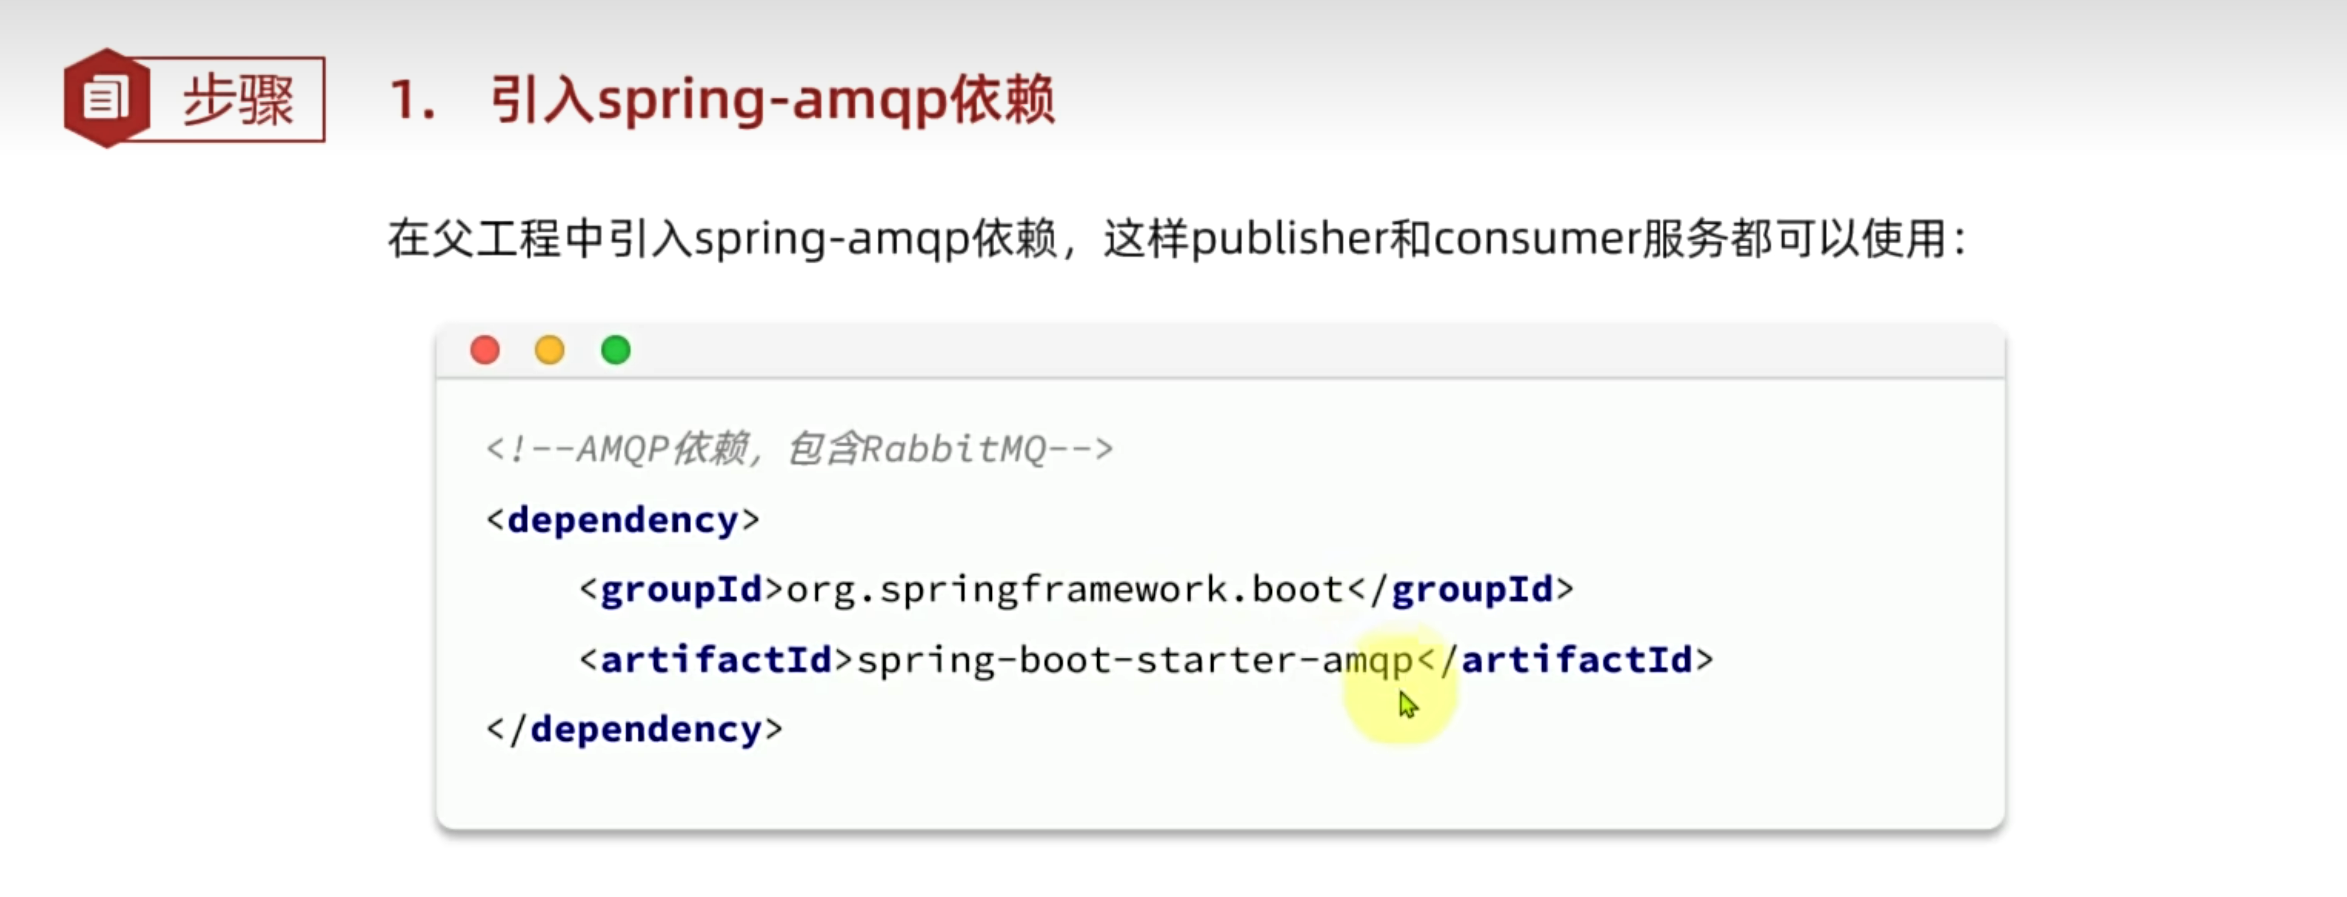 步骤
1. 引入spring-amqp依赖
在父工程中引入spring-amqp依赖，这样publisher和consumer服务都可以使用：
<!--AMQP依赖，包含RabbitMQ-->
<dependency>
    <groupId>org.springframework.boot</groupId>
    <artifactId>spring-boot-starter-amqp</artifactId>
</dependency>